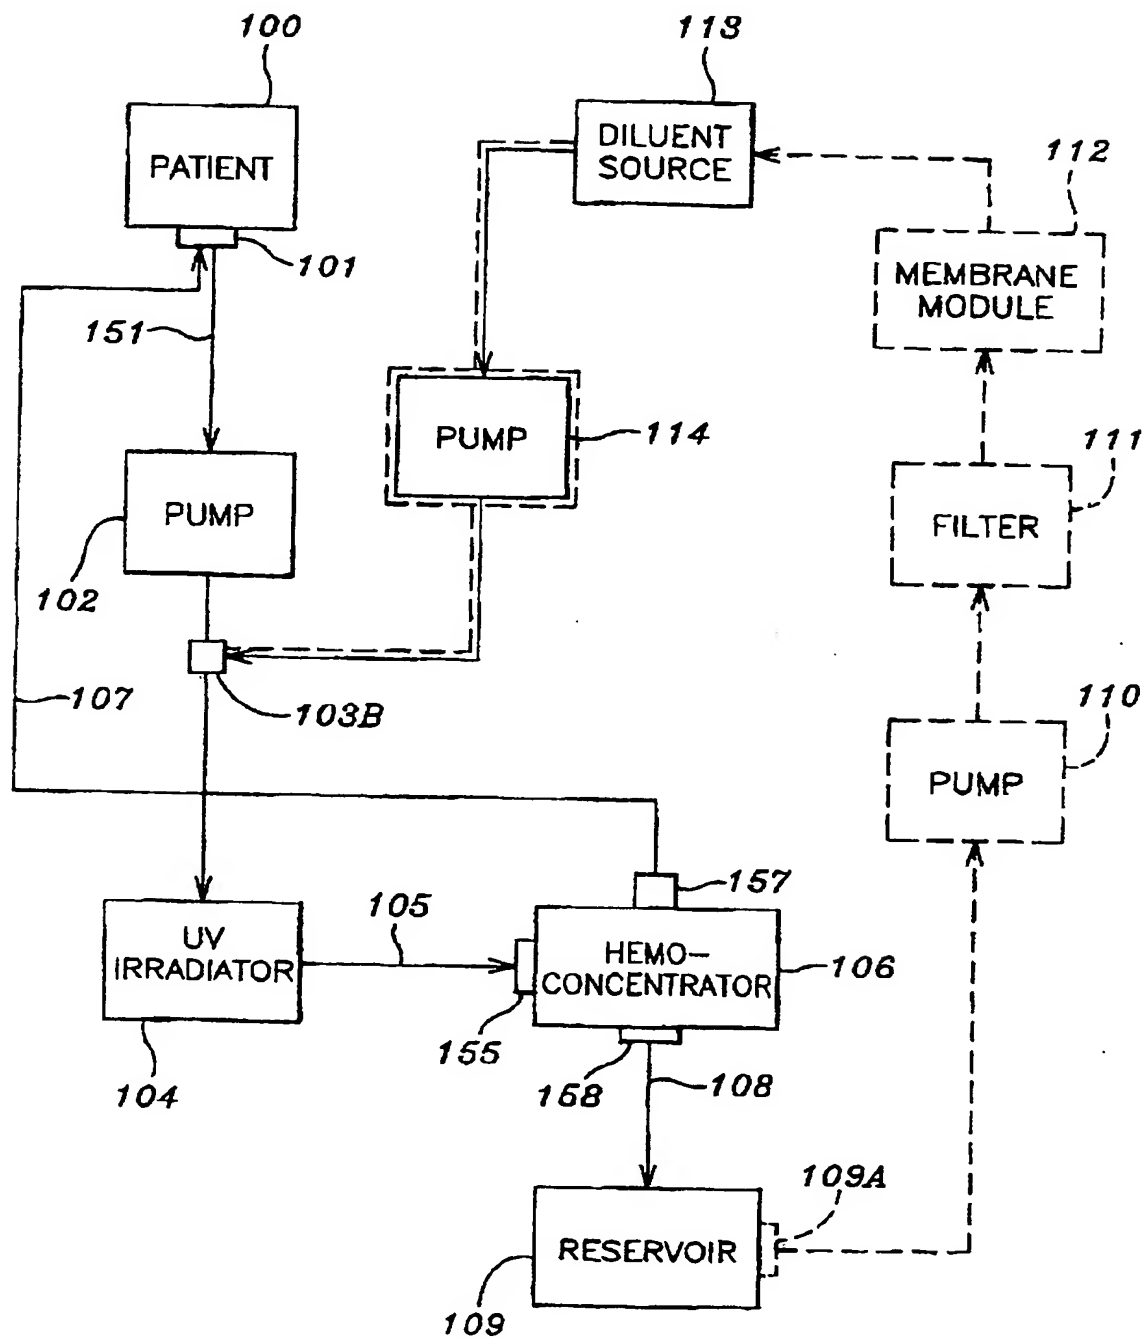 100
113
PATIENT
DILUENT
SOURCE
112
101
MEMBRANE
MODULE
151
PUMP
114
111
PUMP
FILTER
102
107
103B
110
PUMP
157
105
UV
IRRADIATOR
HEMO-
CONCENTRATOR
106
155
158
108
104
109A
RESERVOIR
109